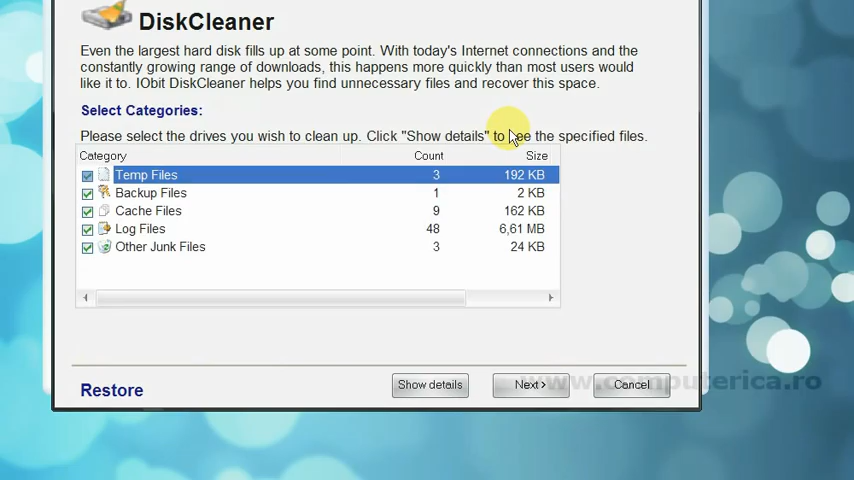 DiskCleaner
Even the largest hard disk fills up at some point. With today's Internet connections and the
constantly growing range of downloads, this happens more quickly than most users would
like it to. IObit DiskCleaner helps you find unnecessary files and recover this space.
Select Categories:
Please select the drives you wish to clean up. Click "Show details" to see the specified files.
Category Count Size
Temp Files 3 192 KB
Backup Files 1 2 KB
Cache Files 9 162 KB
Log Files 48 6,61 MB
Other Junk Files 3 24 KB
Restore Show details Next> Cancel
www.computerica.ro